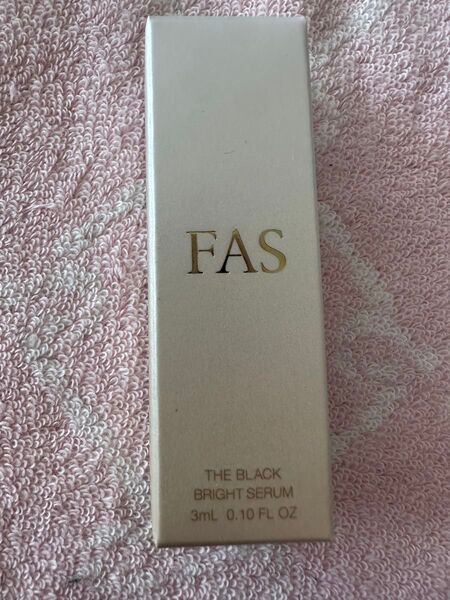 FAS
THE BLACK
BRIGHT SERUM
3mL 0.10 FL OZ